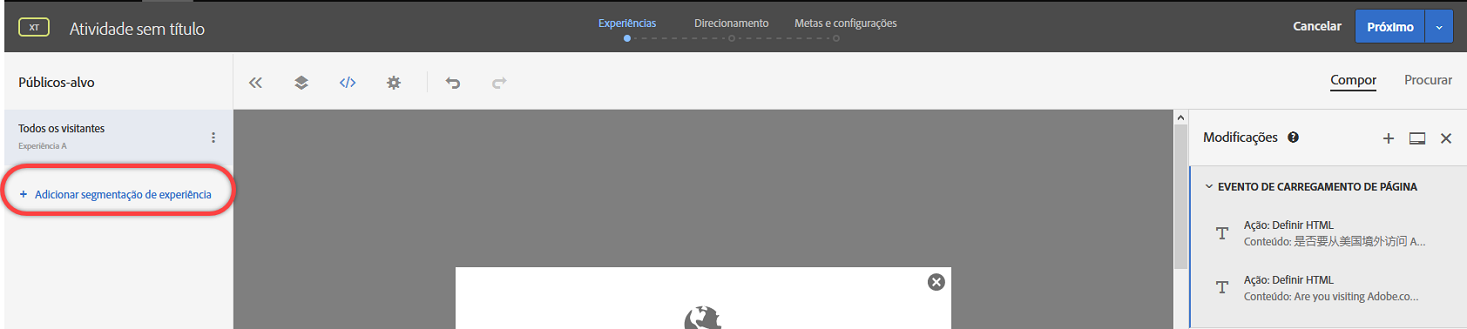 XT
Atividade sem título
Experiências
Direcionamento
Metas e configurações
Cancelar
Próximo
Públicos-alvo
</>
Compor
Procurar
Todos os visitantes
Experiência A
+ Adicionar segmentação de experiência
Modificações
EVENTO DE CARREGAMENTO DE PÁGINA
Ação: Definir HTML
Conteúdo: 是否要从美国境外访问 A...
Ação: Definir HTML
Conteúdo: Are you visiting Adobe.co...